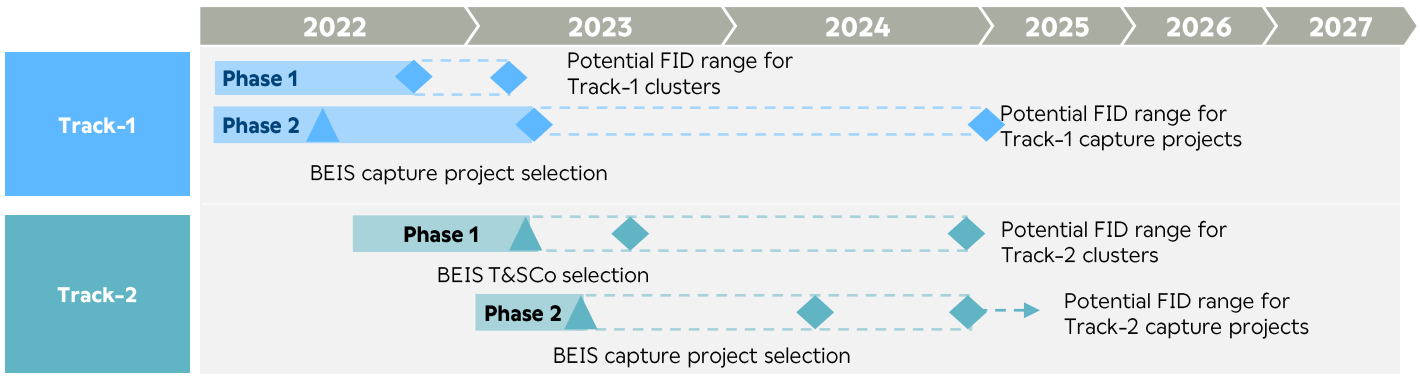 2022 2023 2024 2025 2026 2027
Track-1
Phase 1
Potential FID range for
Track-1 clusters
Phase 2
Potential FID range for
Track-1 capture projects
BEIS capture project selection
Track-2
Phase 1
Potential FID range for
Track-2 clusters
BEIS T&SCo selection
Phase 2
Potential FID range for
Track-2 capture projects
BEIS capture project selection